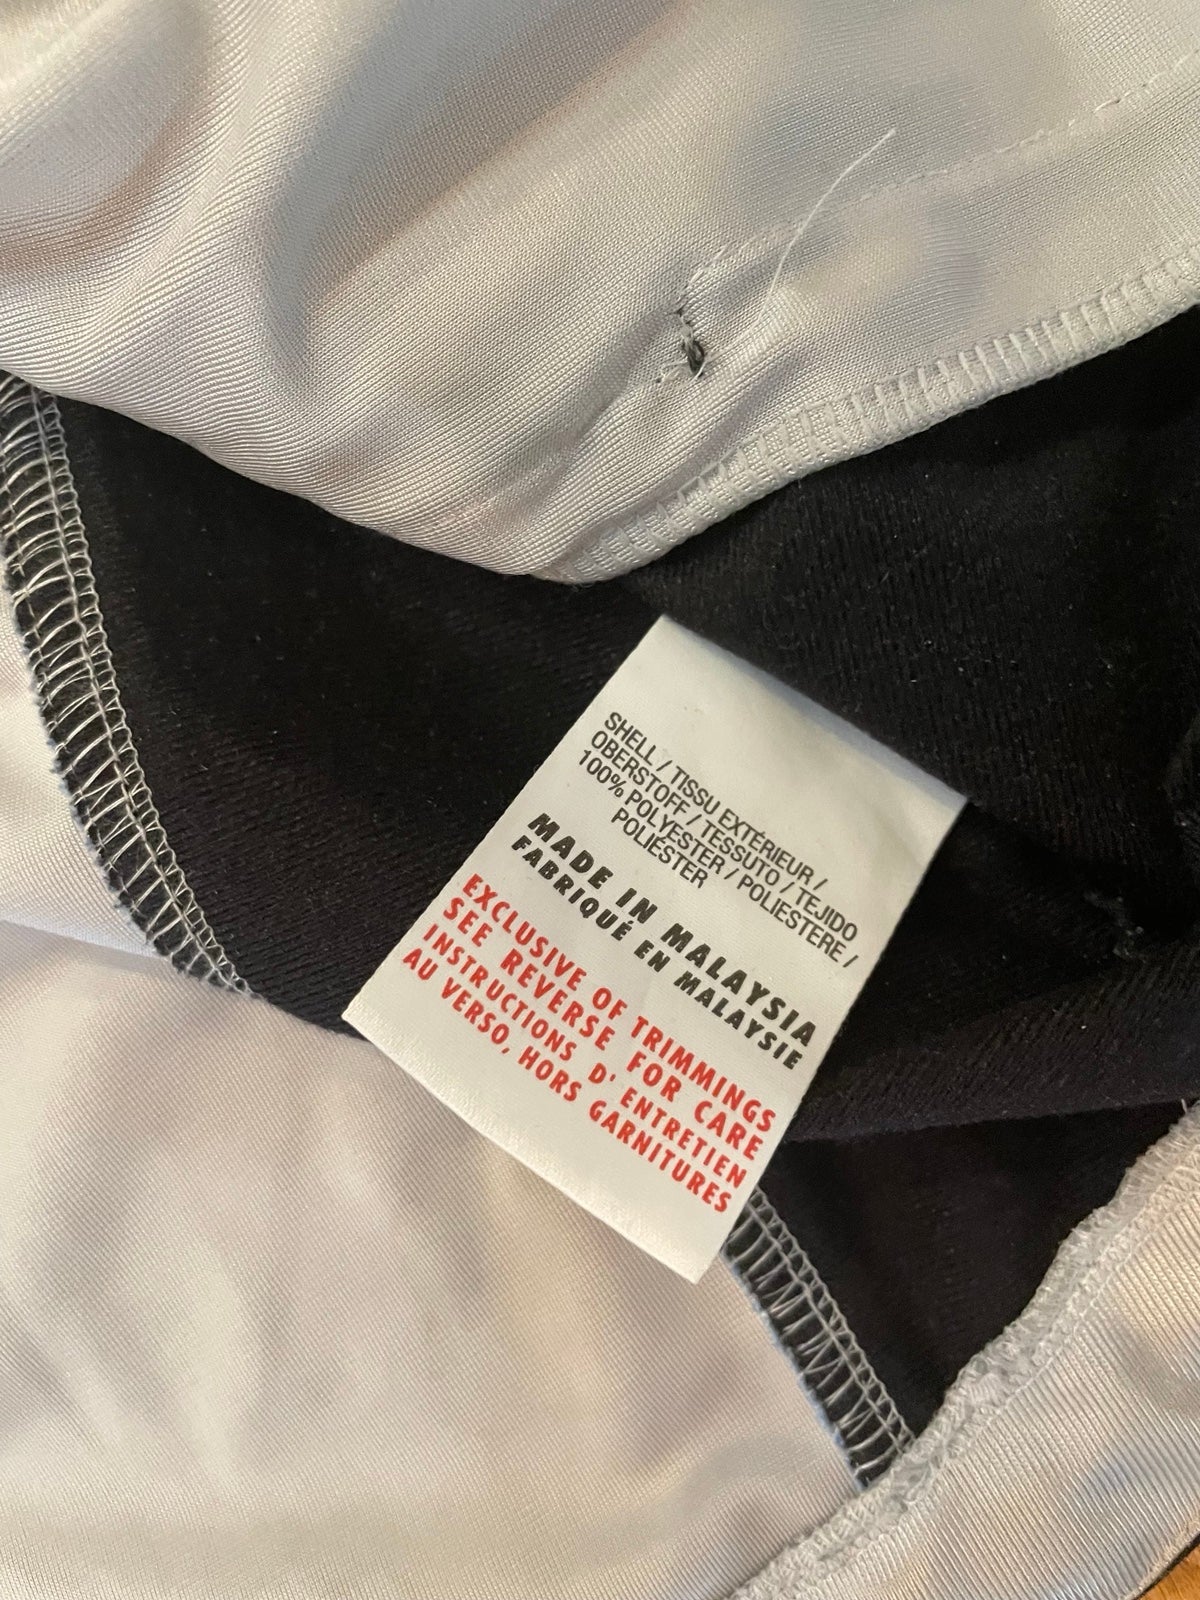 SHELL / TISSU EXTÉRIEUR /
OBERSTOFF / TESSUTO / TEJIDO
100% POLYESTER / POLIESTERE /
POLIÉSTER
MADE IN MALAYSIA
FABRIQUÉ EN MALAYSIE
EXCLUSIVE OF TRIMMINGS
SEE REVERSE FOR CARE
INSTRUCTIONS D' ENTRETIEN
AU VERSO, HORS GARNITURES